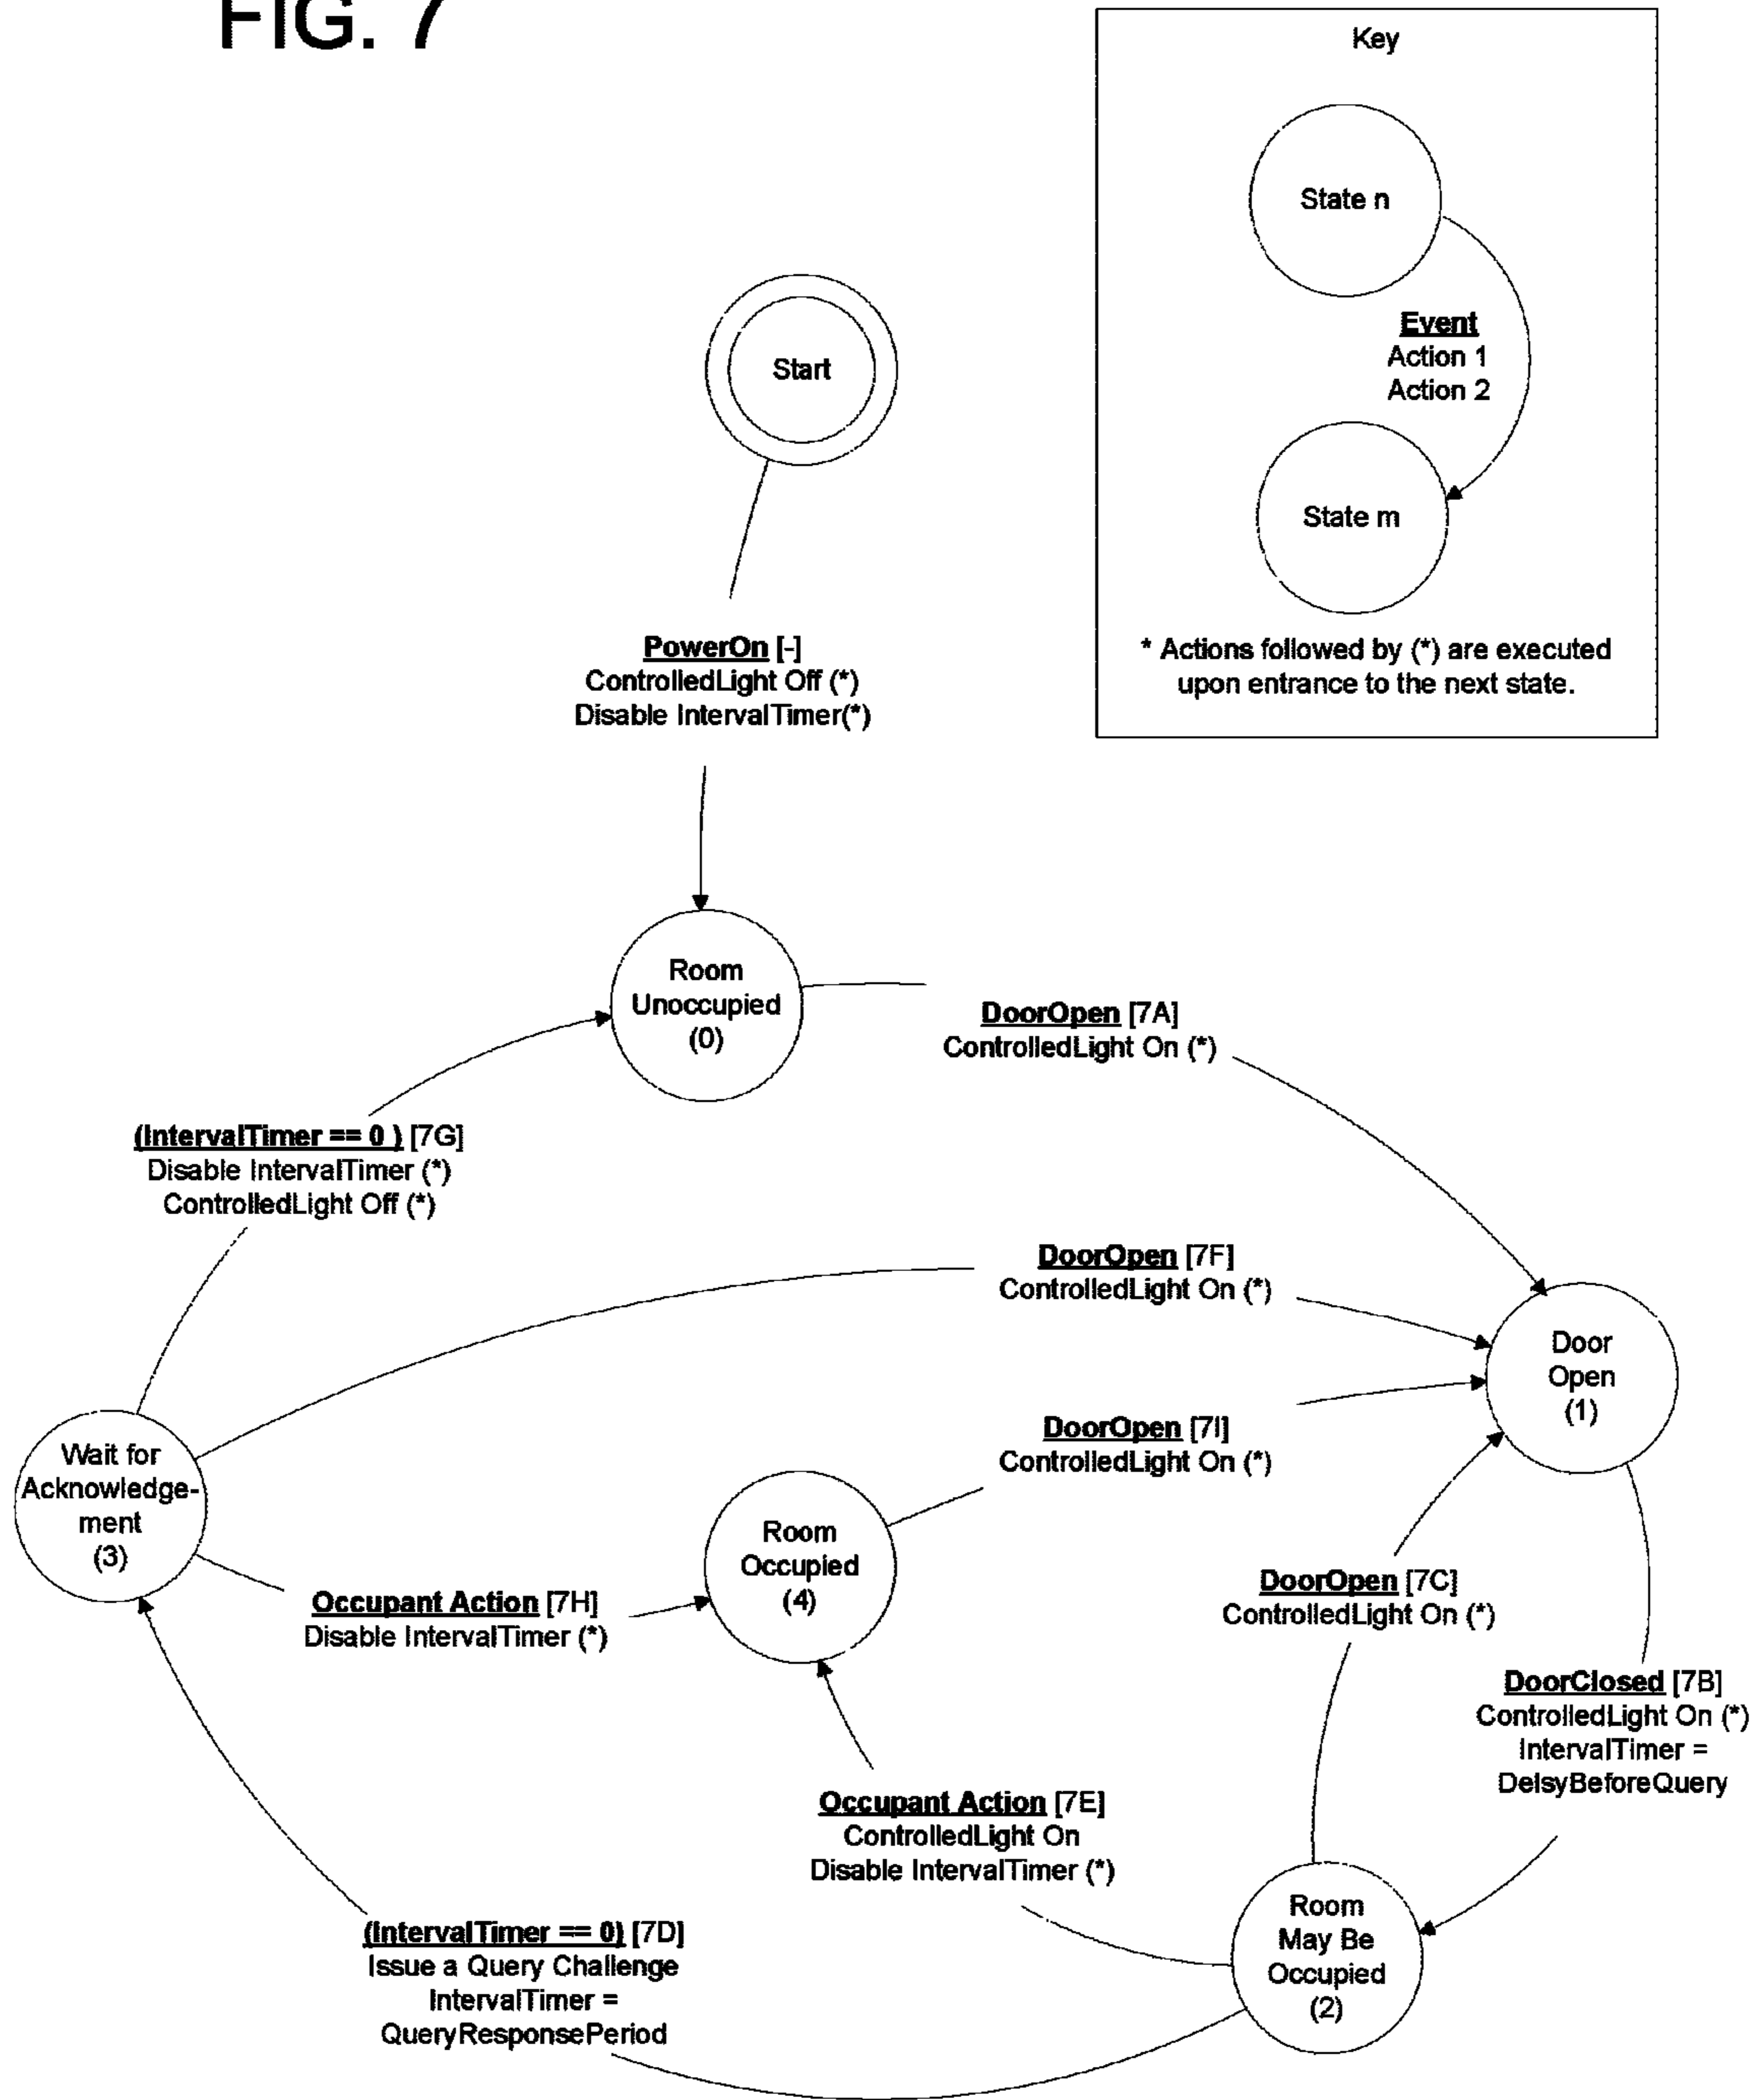 FIG. 7
Key
State n
Event
Action 1
Action 2
State m
* Actions followed by (*) are executed
upon entrance to the next state.
Start
PowerOn [-]
ControlledLight Off (*)
Disable IntervalTimer(*)
Room
Unoccupied
(0)
DoorOpen [7A]
ControlledLight On (*)
(IntervalTimer == 0 ) [7G]
Disable IntervalTimer (*)
ControlledLight Off (*)
DoorOpen [7F]
ControlledLight On (*)
Door
Open
(1)
DoorOpen [7I]
ControlledLight On (*)
Wait for
Acknowledge-
ment
(3)
Room
Occupied
(4)
Occupant Action [7H]
Disable IntervalTimer (*)
DoorOpen [7C]
ControlledLight On (*)
DoorClosed [7B]
ControlledLight On (*)
IntervalTimer =
DelsyBeforeQuery
Occupant Action [7E]
ControlledLight On
Disable IntervalTimer (*)
Room
May Be
Occupied
(2)
(IntervalTimer == 0) [7D]
Issue a Query Challenge
IntervalTimer =
QueryResponsePeriod